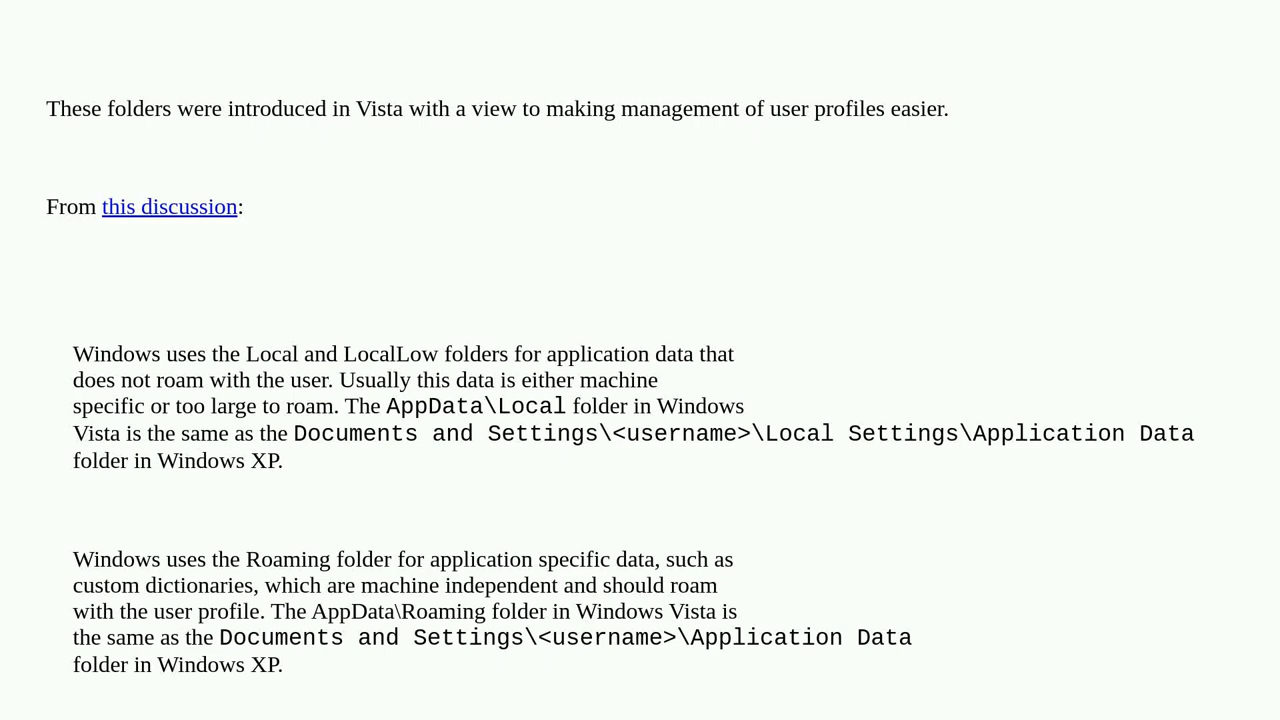 These folders were introduced in Vista with a view to making management of user profiles easier.
From this discussion:
Windows uses the Local and LocalLow folders for application data that
does not roam with the user. Usually this data is either machine
specific or too large to roam. The AppData\Local folder in Windows
Vista is the same as the Documents and Settings\<username>\Local Settings\Application Data
folder in Windows XP.
Windows uses the Roaming folder for application specific data, such as
custom dictionaries, which are machine independent and should roam
with the user profile. The AppData\Roaming folder in Windows Vista is
the same as the Documents and Settings\<username>\Application Data
folder in Windows XP.